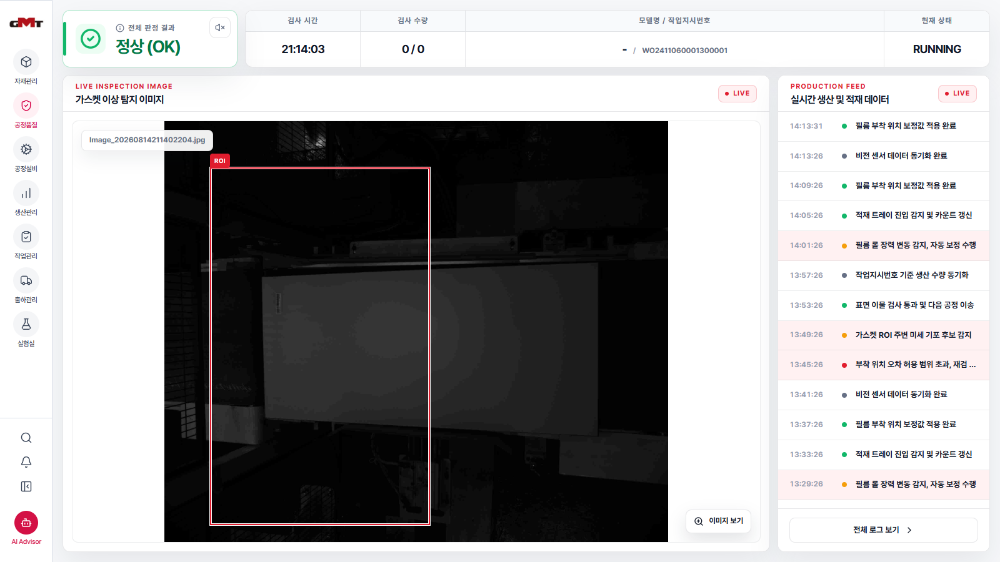 GMT
자재관리
공정품질
공정설비
생산관리
작업관리
출하관리
실험실
AI Advisor
전체 판정 결과
정상 (OK)
검사 시간
검사 수량
모델명 / 작업지시번호
현재 상태
21:14:03
0 / 0
- / WO2411060001300001
RUNNING
LIVE INSPECTION IMAGE
가스켓 이상 탐지 이미지
LIVE
Image_20260814211402204.jpg
ROI
이미지 보기
PRODUCTION FEED
실시간 생산 및 적재 데이터
LIVE
14:13:31 필름 부착 위치 보정값 적용 완료
14:13:26 비전 센서 데이터 동기화 완료
14:09:26 필름 부착 위치 보정값 적용 완료
14:05:26 적재 트레이 진입 감지 및 카운트 갱신
14:01:26 필름 롤 장력 변동 감지, 자동 보정 수행
13:57:26 작업지시번호 기준 생산 수량 동기화
13:53:26 표면 이물 검사 통과 및 다음 공정 이송
13:49:26 가스켓 ROI 주변 미세 기포 후보 감지
13:45:26 부착 위치 오차 허용 범위 초과, 재검 ...
13:41:26 비전 센서 데이터 동기화 완료
13:37:26 필름 부착 위치 보정값 적용 완료
13:33:26 적재 트레이 진입 감지 및 카운트 갱신
13:29:26 필름 롤 장력 변동 감지, 자동 보정 수행
전체 로그 보기